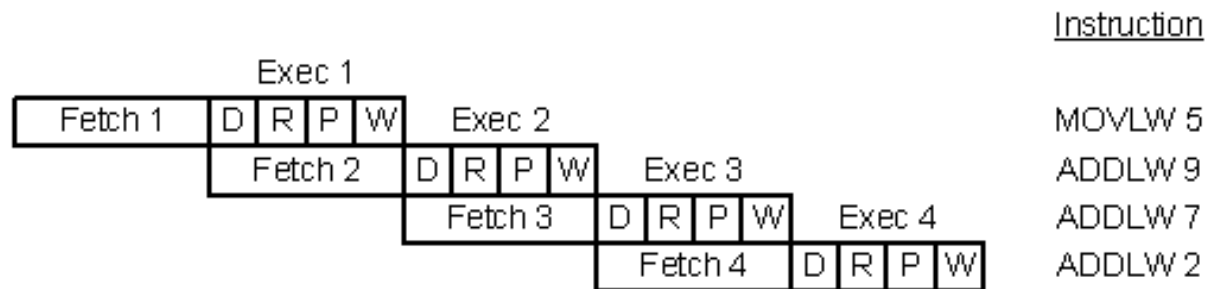 Instruction
Exec 1
Fetch 1 D R P W Exec 2 MOVLW 5
Fetch 2 D R P W Exec 3 ADDLW 9
Fetch 3 D R P W Exec 4 ADDLW 7
Fetch 4 D R P W ADDLW 2